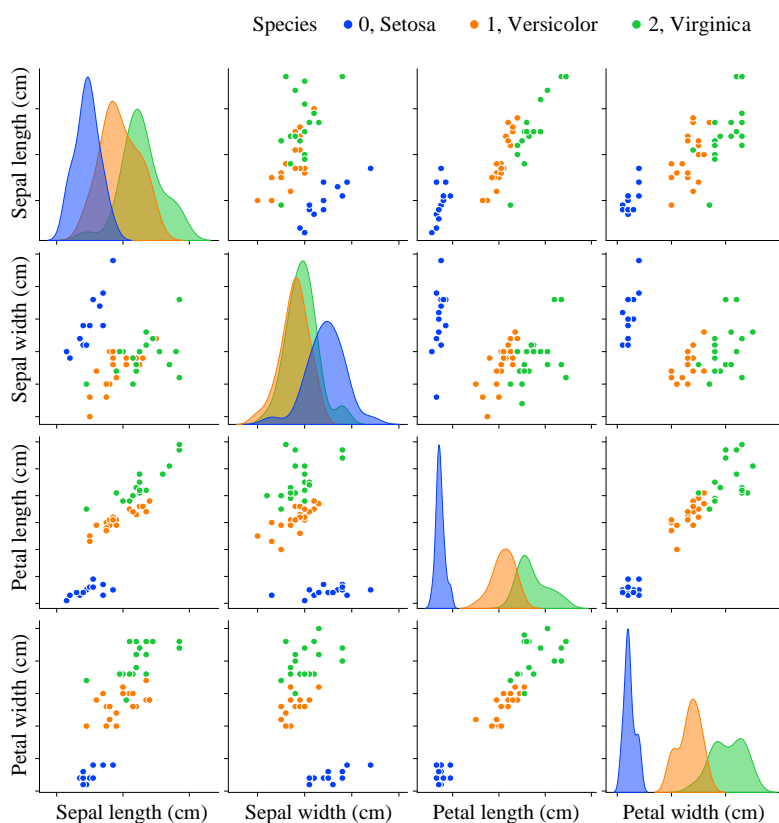 Species 0, Setosa 1, Versicolor 2, Virginica
Sepal length (cm)
Sepal width (cm)
Petal length (cm)
Petal width (cm)
Sepal length (cm) Sepal width (cm) Petal length (cm) Petal width (cm)